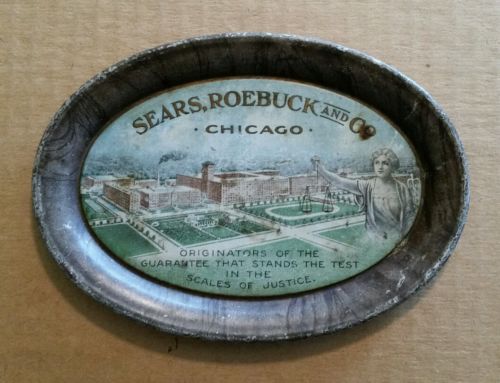 SEARS, ROEBUCK AND CO
· CHICAGO ·
ORIGINATORS OF THE
GUARANTEE THAT STANDS THE TEST
IN THE
SCALES OF JUSTICE.